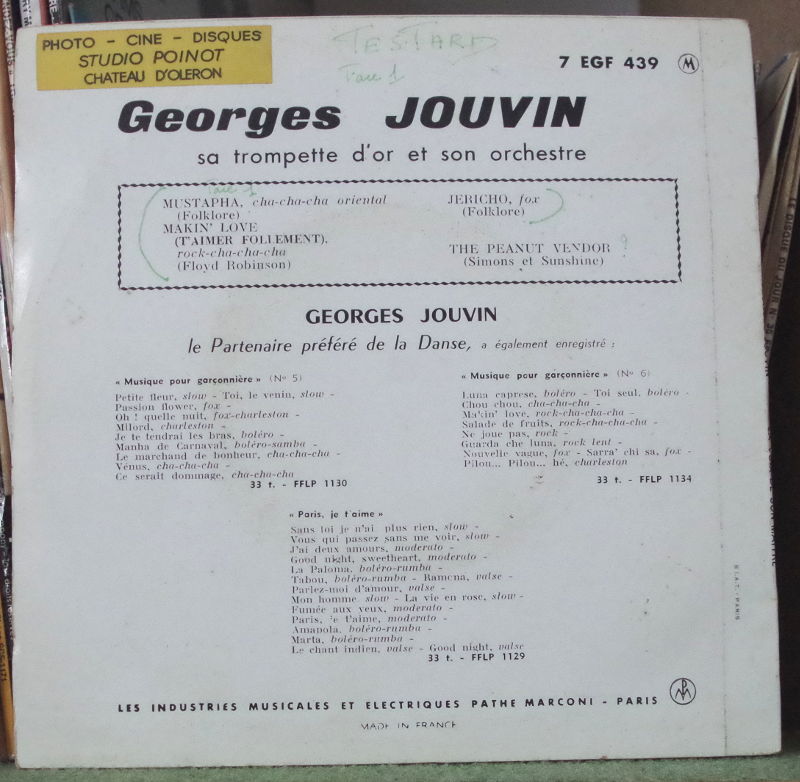 PHOTO - CINE - DISQUES
STUDIO POINOT
CHATEAU D'OLERON
TESTARD
Face 1
7 EGF 439 M
Georges JOUVIN
sa trompette d'or et son orchestre
Face 1
MUSTAPHA, cha-cha-cha oriental
(Folklore)
MAKIN' LOVE
(T'AIMER FOLLEMENT),
rock-cha-cha-cha
(Floyd Robinson)
JERICHO, fox
(Folklore)
THE PEANUT VENDOR ?
(Simons et Sunshine)
GEORGES JOUVIN
le Partenaire préféré de la Danse, a également enregistré :
« Musique pour garçonnière » (No 5)
Petite fleur, slow - Toi, le venin, slow -
Passion flower, fox -
Oh ! quelle nuit, fox-charleston -
Milord, charleston -
Je te tendrai les bras, boléro -
Manha de Carnaval, boléro-samba -
Le marchand de bonheur, cha-cha-cha -
Vénus, cha-cha-cha -
Ce serait dommage, cha-cha-cha
33 t. - FFLP 1130
« Musique pour garçonnière » (No 6)
Luna caprese, boléro - Toi seul, boléro -
Chou chou, cha-cha-cha -
Ma'kin' love, rock-cha-cha-cha -
Salade de fruits, rock-cha-cha-cha -
Ne joue pas, rock -
Guarda che luna, rock lent -
Nouvelle vague, fox - Sarra' chi sa, fox -
Pilou... Pilou... hé, charleston
33 t. - FFLP 1134
« Paris, je t'aime »
Sans toi je n'ai plus rien, slow -
Vous qui passez sans me voir, slow -
J'ai deux amours, moderato -
Good night, sweetheart, moderato -
La Paloma, boléro-rumba -
Tabou, boléro-rumba - Ramona, valse -
Parlez-moi d'amour, valse -
Mon homme, slow - La vie en rose, slow -
Fumée aux yeux, moderato -
Paris, je t'aime, moderato -
Amapola, boléro-rumba -
Marta, boléro-rumba -
Le chant indien, valse - Good night, valse
33 t. - FFLP 1129
LES INDUSTRIES MUSICALES ET ELECTRIQUES PATHE MARCONI - PARIS
MADE IN FRANCE